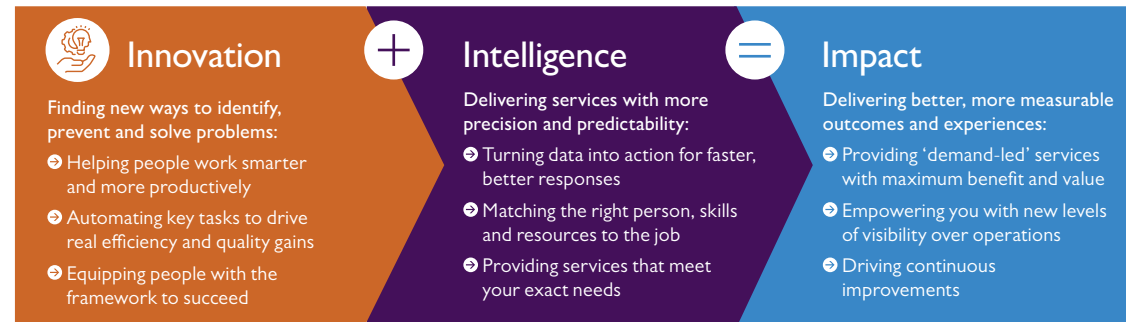 Innovation
Finding new ways to identify,
prevent and solve problems:
Helping people work smarter
and more productively
Automating key tasks to drive
real efficiency and quality gains
Equipping people with the
framework to succeed
+
Intelligence
Delivering services with more
precision and predictability:
Turning data into action for faster,
better responses
Matching the right person, skills
and resources to the job
Providing services that meet
your exact needs
=
Impact
Delivering better, more measurable
outcomes and experiences:
Providing ‘demand-led’ services
with maximum benefit and value
Empowering you with new levels
of visibility over operations
Driving continuous
improvements